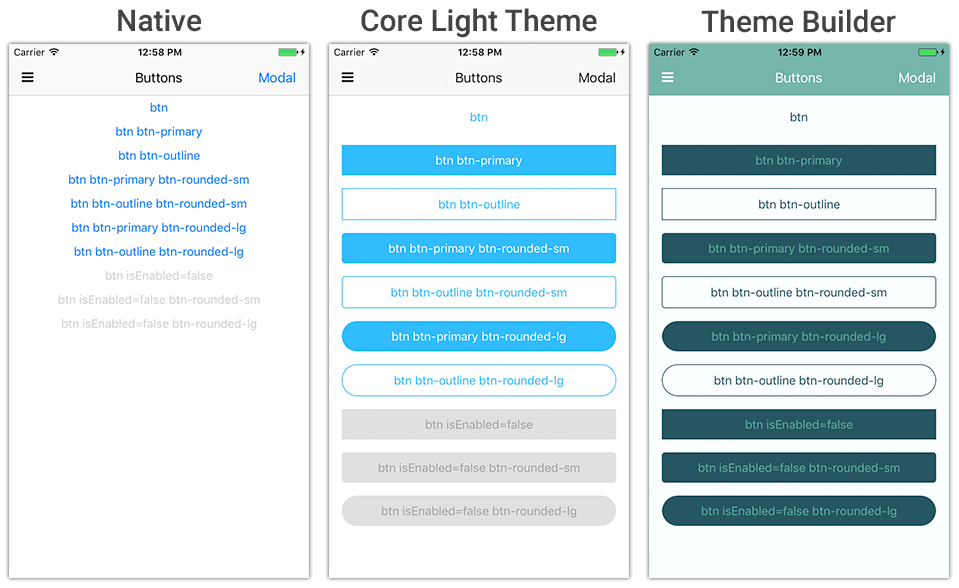 Native
Carrier 12:58 PM
Buttons Modal
btn
btn btn-primary
btn btn-outline
btn btn-primary btn-rounded-sm
btn btn-outline btn-rounded-sm
btn btn-primary btn-rounded-lg
btn btn-outline btn-rounded-lg
btn isEnabled=false
btn isEnabled=false btn-rounded-sm
btn isEnabled=false btn-rounded-lg
Core Light Theme
Carrier 12:58 PM
Buttons Modal
btn
btn btn-primary
btn btn-outline
btn btn-primary btn-rounded-sm
btn btn-outline btn-rounded-sm
btn btn-primary btn-rounded-lg
btn btn-outline btn-rounded-lg
btn isEnabled=false
btn isEnabled=false btn-rounded-sm
btn isEnabled=false btn-rounded-lg
Theme Builder
Carrier 12:59 PM
Buttons Modal
btn
btn btn-primary
btn btn-outline
btn btn-primary btn-rounded-sm
btn btn-outline btn-rounded-sm
btn btn-primary btn-rounded-lg
btn btn-outline btn-rounded-lg
btn isEnabled=false
btn isEnabled=false btn-rounded-sm
btn isEnabled=false btn-rounded-lg